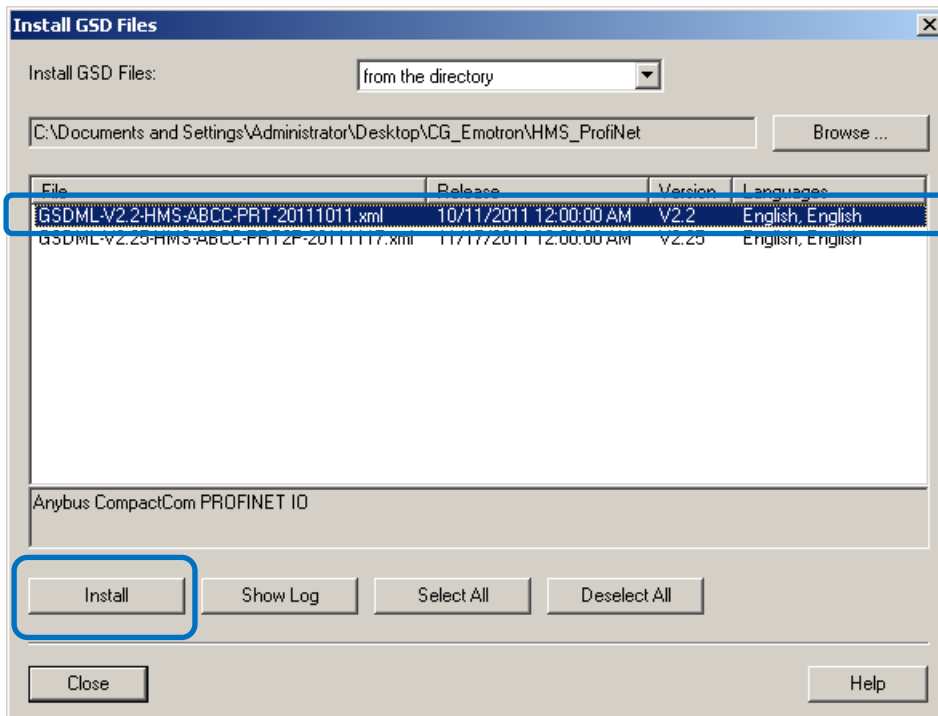 Install GSD Files
Install GSD Files: from the directory
C:\Documents and Settings\Administrator\Desktop\CG_Emotron\HMS_ProfiNet Browse ...
File Release Version Languages
GSDML-V2.2-HMS-ABCC-PRT-20111011.xml 10/11/2011 12:00:00 AM V2.2 English, English
GSDML-V2.25-HMS-ABCC-PRT2P-20111117.xml 11/17/2011 12:00:00 AM V2.25 English, English
Anybus CompactCom PROFINET IO
Install Show Log Select All Deselect All
Close Help